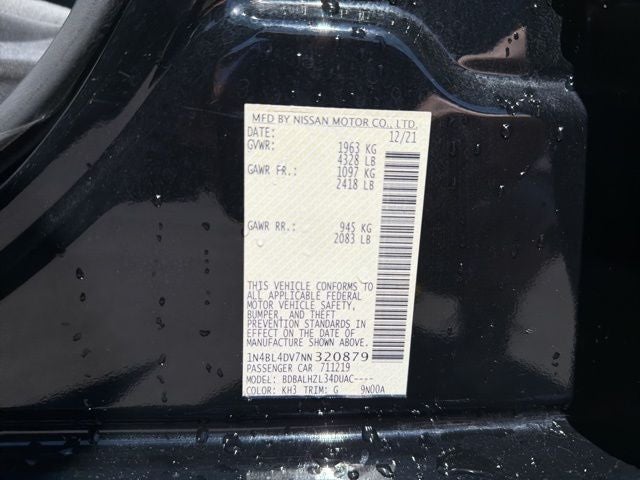 MFD BY NISSAN MOTOR CO., LTD.
DATE: 12/21
GVWR: 1963 KG
4328 LB
GAWR FR.: 1097 KG
2418 LB
GAWR RR.: 945 KG
2083 LB
THIS VEHICLE CONFORMS TO
ALL APPLICABLE FEDERAL
MOTOR VEHICLE SAFETY,
BUMPER, AND THEFT
PREVENTION STANDARDS IN
EFFECT ON THE DATE OF
MANUFACTURE SHOWN ABOVE.
1N4BL4DV7NN320879
PASSENGER CAR 711219
MODEL: BDBALHZL34DUAC----
COLOR: KH3 TRIM: G 9N00A